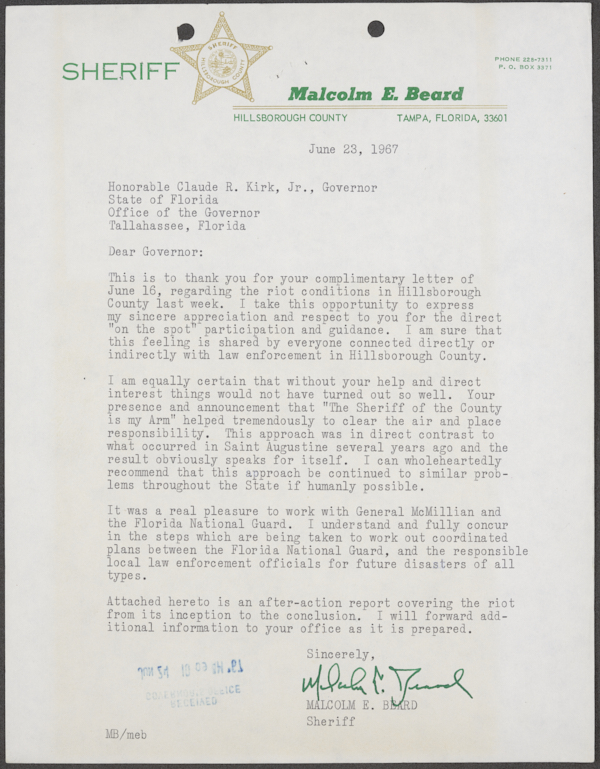 SHERIFF
SHERIFF
HILLSBOROUGH COUNTY
PHONE 228-7311
P. O. BOX 3371
Malcolm E. Beard
HILLSBOROUGH COUNTY TAMPA, FLORIDA, 33601
June 23, 1967
Honorable Claude R. Kirk, Jr., Governor
State of Florida
Office of the Governor
Tallahassee, Florida
Dear Governor:
This is to thank you for your complimentary letter of
June 16, regarding the riot conditions in Hillsborough
County last week. I take this opportunity to express
my sincere appreciation and respect to you for the direct
"on the spot" participation and guidance. I am sure that
this feeling is shared by everyone connected directly or
indirectly with law enforcement in Hillsborough County.
I am equally certain that without your help and direct
interest things would not have turned out so well. Your
presence and announcement that "The Sheriff of the County
is my Arm" helped tremendously to clear the air and place
responsibility. This approach was in direct contrast to
what occurred in Saint Augustine several years ago and the
result obviously speaks for itself. I can wholeheartedly
recommend that this approach be continued to similar prob-
lems throughout the State if humanly possible.
It was a real pleasure to work with General McMillian and
the Florida National Guard. I understand and fully concur
in the steps which are being taken to work out coordinated
plans between the Florida National Guard, and the responsible
local law enforcement officials for future disasters of all
types.
Attached hereto is an after-action report covering the riot
from its inception to the conclusion. I will forward add-
itional information to your office as it is prepared.
Sincerely,
Malcolm E. Beard
MALCOLM E. BEARD
Sheriff
GOVERNOR'S OFFICE
RECEIVED
MB/meb